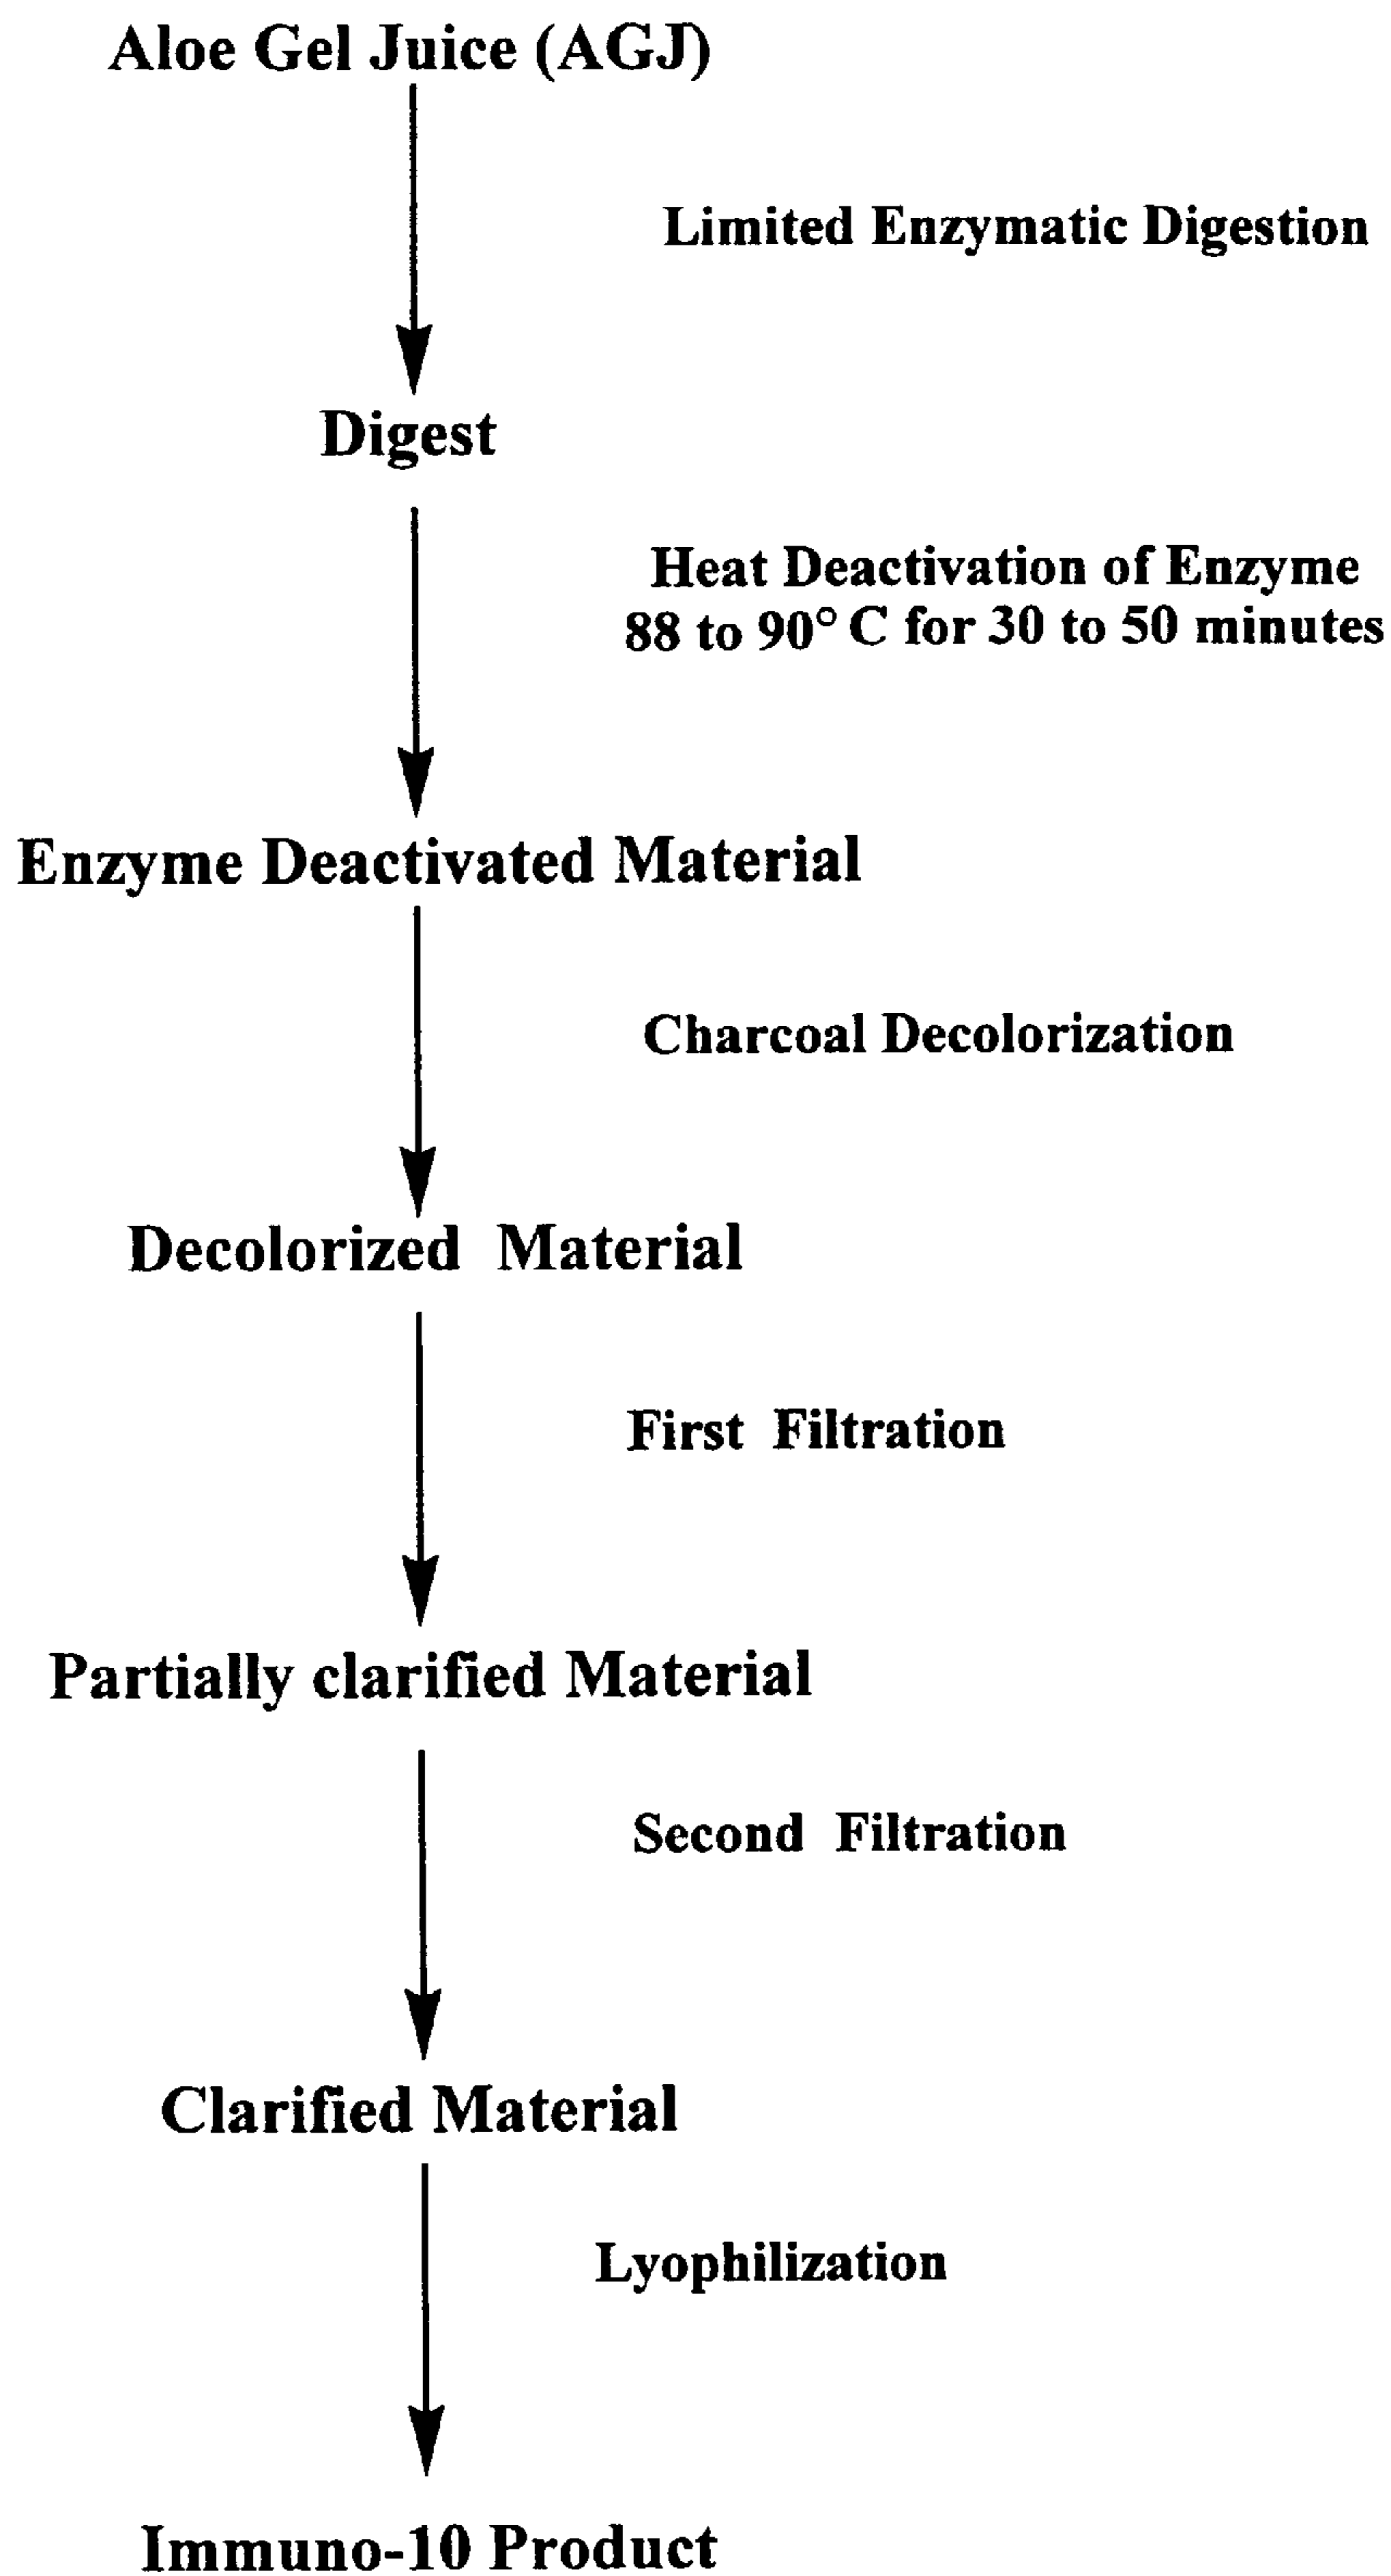 Aloe Gel Juice (AGJ)
Limited Enzymatic Digestion
Digest
Heat Deactivation of Enzyme
88 to 90° C for 30 to 50 minutes
Enzyme Deactivated Material
Charcoal Decolorization
Decolorized Material
First Filtration
Partially clarified Material
Second Filtration
Clarified Material
Lyophilization
Immuno-10 Product